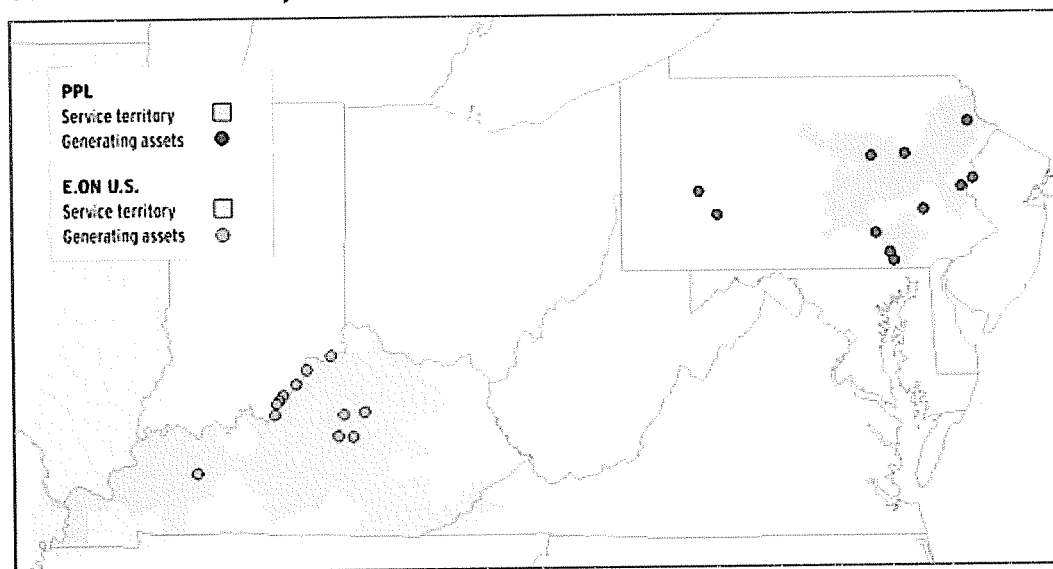 PPL
Service territory
Generating assets
E.ON U.S.
Service territory
Generating assets